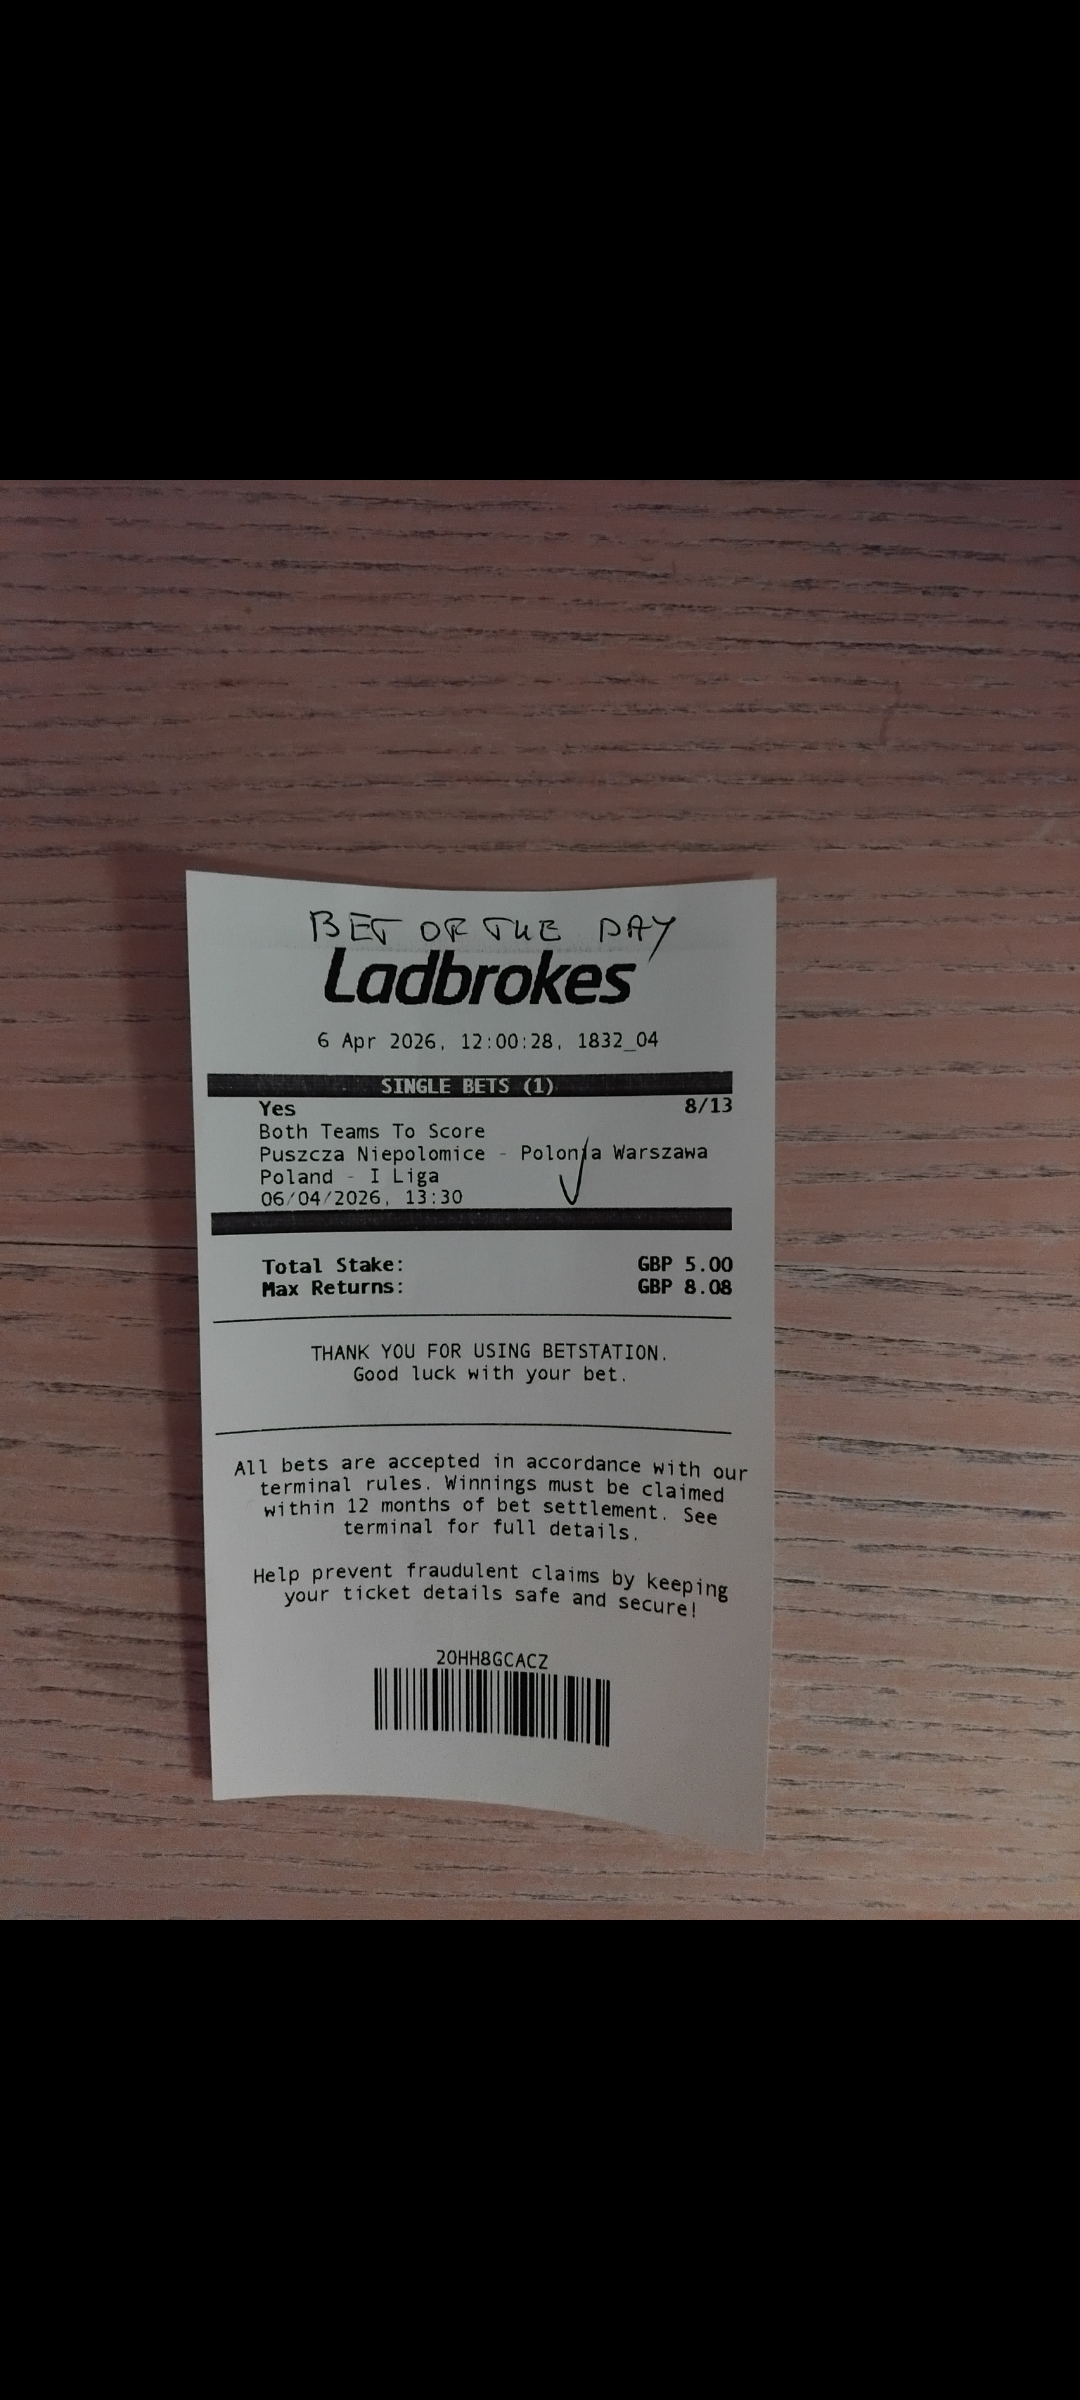 BET OF THE DAY
Ladbrokes
6 Apr 2026, 12:00:28, 1832_04
SINGLE BETS (1)
Yes 8/13
Both Teams To Score
Puszcza Niepolomice - Polonia Warszawa
Poland - I Liga
06/04/2026, 13:30
Total Stake: GBP 5.00
Max Returns: GBP 8.08
THANK YOU FOR USING BETSTATION.
Good luck with your bet.
All bets are accepted in accordance with our
terminal rules. Winnings must be claimed
within 12 months of bet settlement. See
terminal for full details.
Help prevent fraudulent claims by keeping
your ticket details safe and secure!
20HH8GCACZ